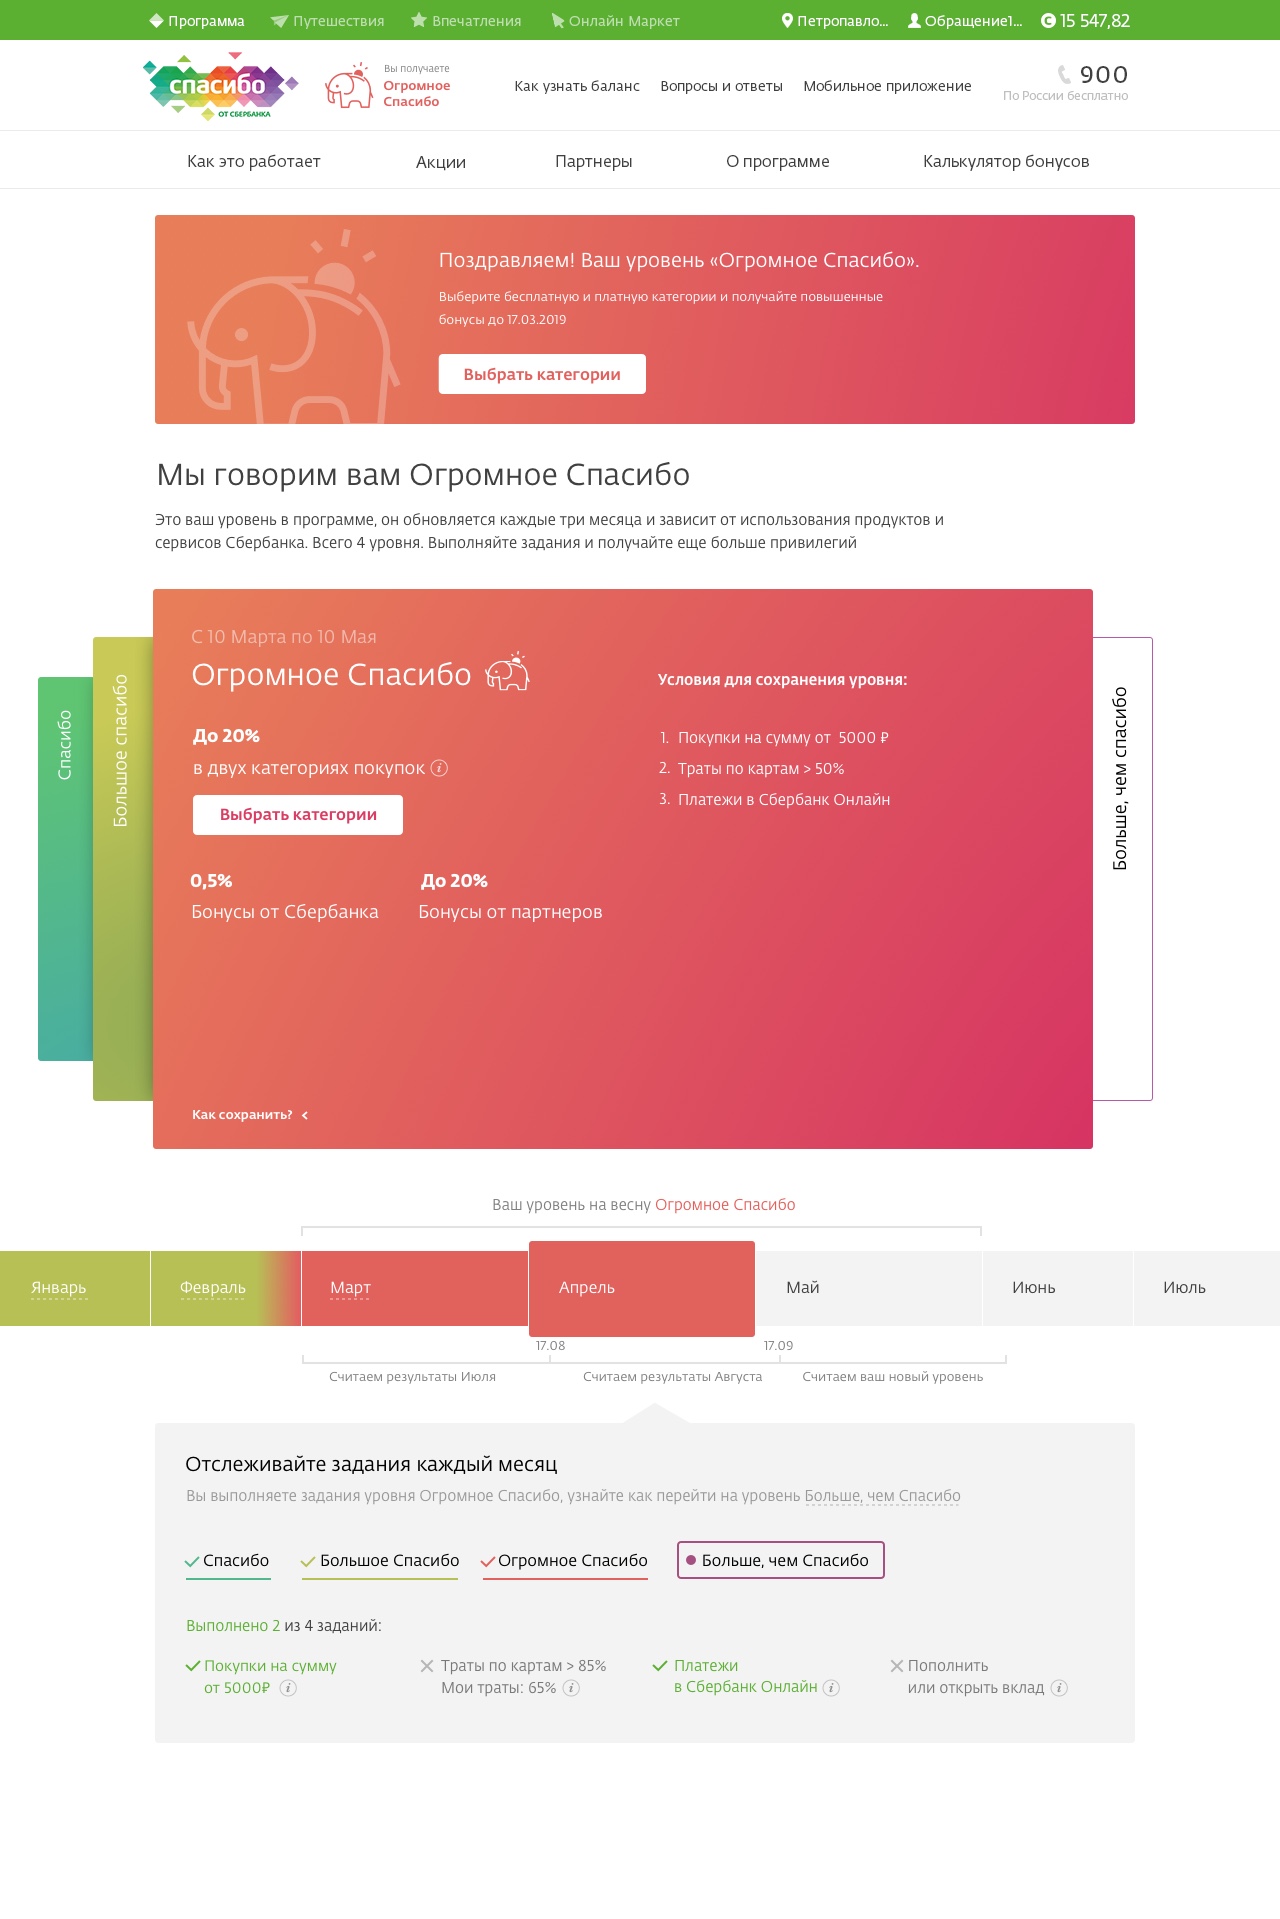 Программа
Путешествия
Впечатления
Онлайн Маркет
Петропавло...
Обращение1...
15 547,82
спасибо
ОТ СБЕРБАНКА
Вы получаете
Огромное
Спасибо
Как узнать баланс
Вопросы и ответы
Мобильное приложение
900
По России бесплатно
Как это работает
Акции
Партнеры
О программе
Калькулятор бонусов
Поздравляем! Ваш уровень «Огромное Спасибо».
Выберите бесплатную и платную категории и получайте повышенные
бонусы до 17.03.2019
Выбрать категории
Мы говорим вам Огромное Спасибо
Это ваш уровень в программе, он обновляется каждые три месяца и зависит от использования продуктов и
сервисов Сбербанка. Всего 4 уровня. Выполняйте задания и получайте еще больше привилегий
Спасибо
Большое спасибо
С 10 Марта по 10 Мая
Огромное Спасибо
До 20%
в двух категориях покупок i
Выбрать категории
0,5%
Бонусы от Сбербанка
До 20%
Бонусы от партнеров
Как сохранить? <
Условия для сохранения уровня:
1. Покупки на сумму от 5000 ₽
2. Траты по картам > 50%
3. Платежи в Сбербанк Онлайн
Больше, чем спасибо
Ваш уровень на весну Огромное Спасибо
Январь
Февраль
Март
Апрель
Май
Июнь
Июль
17.08
17.09
Считаем результаты Июля
Считаем результаты Августа
Считаем ваш новый уровень
Отслеживайте задания каждый месяц
Вы выполняете задания уровня Огромное Спасибо, узнайте как перейти на уровень Больше, чем Спасибо
Спасибо
Большое Спасибо
Огромное Спасибо
Больше, чем Спасибо
Выполнено 2 из 4 заданий:
Покупки на сумму
от 5000₽ i
Траты по картам > 85%
Мои траты: 65% i
Платежи
в Сбербанк Онлайн i
Пополнить
или открыть вклад i